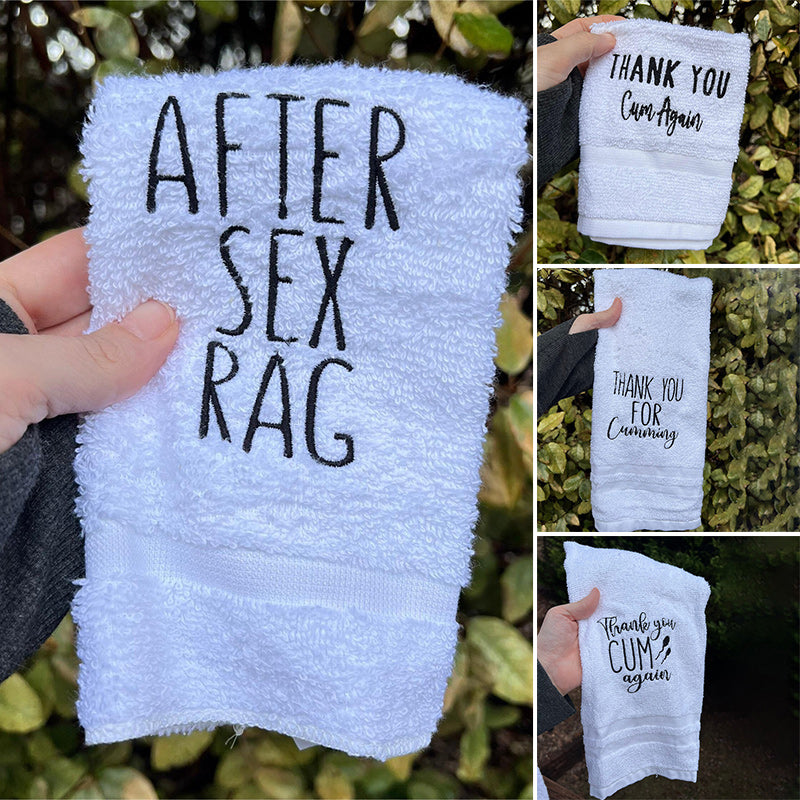 AFTER
SEX
RAG
THANK YOU
Cum Again
THANK YOU
FOR
Cumming
Thank you
CUM
again